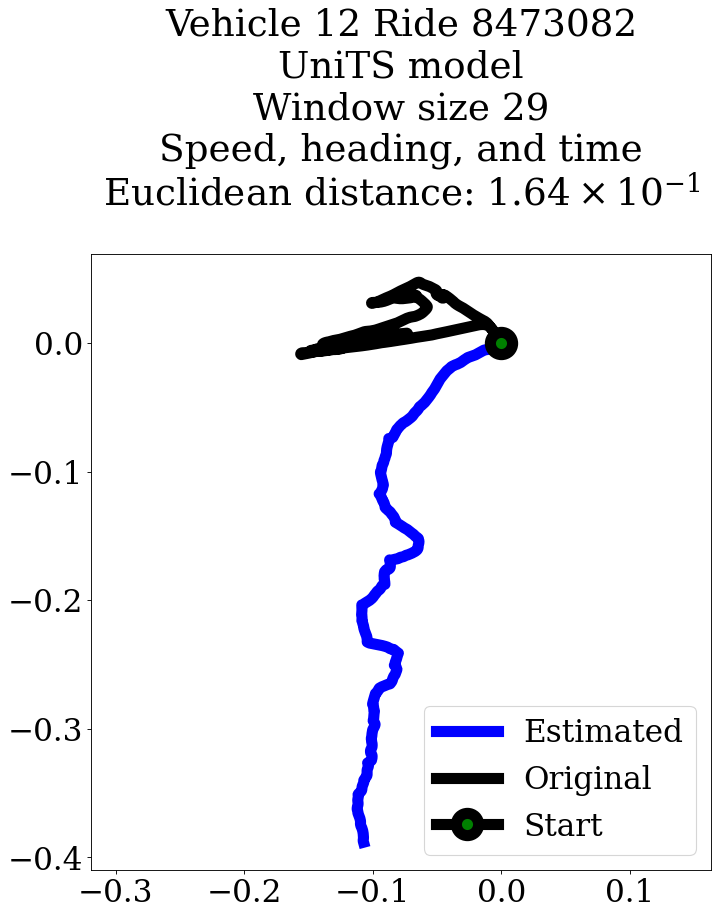 Vehicle 12 Ride 8473082
UniTS model
Window size 29
Speed, heading, and time
Euclidean distance: 1.64 × 10⁻¹
0.0
−0.1
−0.2
−0.3
−0.4
Estimated
Original
Start
−0.3 −0.2 −0.1 0.0 0.1